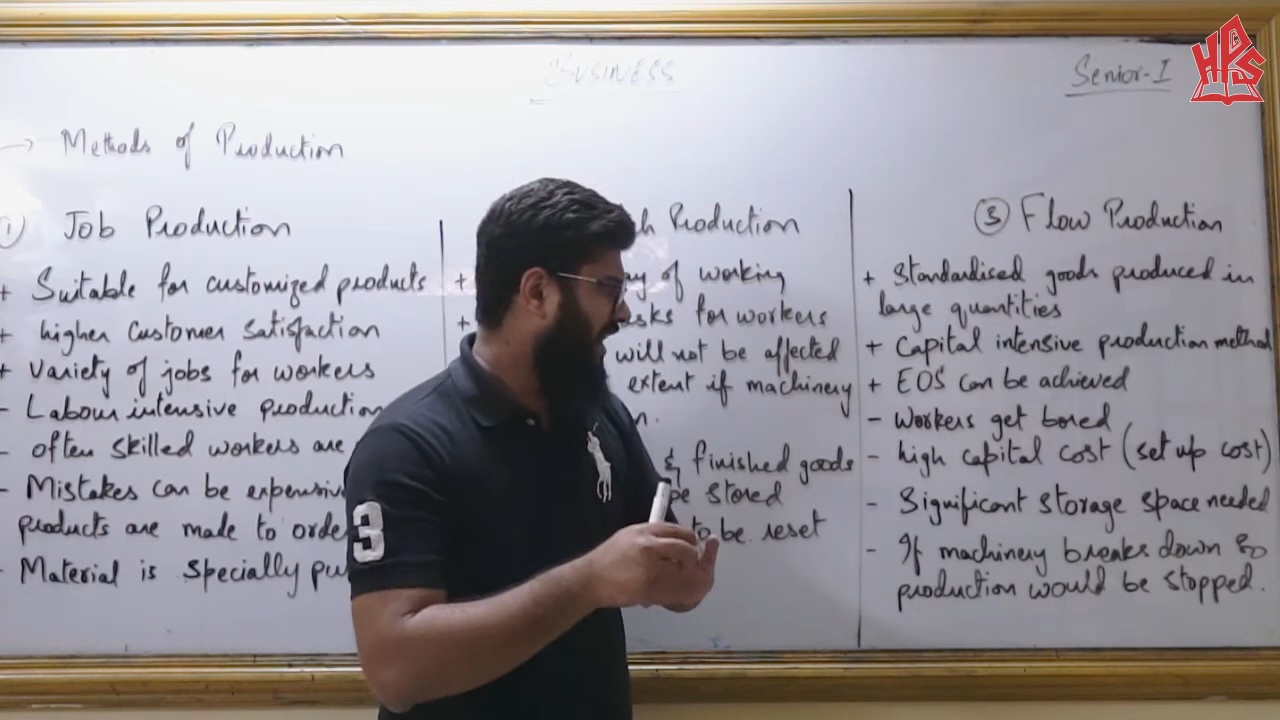 BUSINESS
Senior-I
HPS
→ Methods of Production
① Job Production
+ Suitable for customized products
+ higher customer satisfaction
+ Variety of jobs for workers
- Labour intensive production
- often skilled workers are
- Mistakes can be expensive
products are made to order
- Material is specially
h Production
+ of working
+ for workers
will not be affected
extent if machinery
& finished goods
stored
to be reset
③ Flow Production
+ Standardised goods produced in
large quantities
+ Capital intensive production method
+ EOS can be achieved
- Workers get bored
- high capital cost (set up cost)
- Significant storage space needed
- If machinery breaks down so
production would be stopped.
3